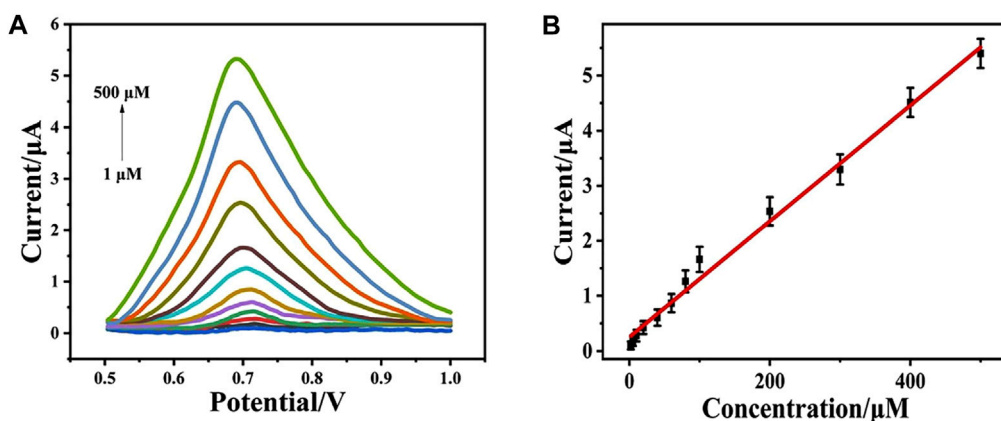 A
6
5
4
3
2
1
0
Current/μA
500 μM
1 μM
0.5 0.6 0.7 0.8 0.9 1.0
Potential/V
B
5
4
3
2
1
0
Current/μA
0 200 400
Concentration/μM